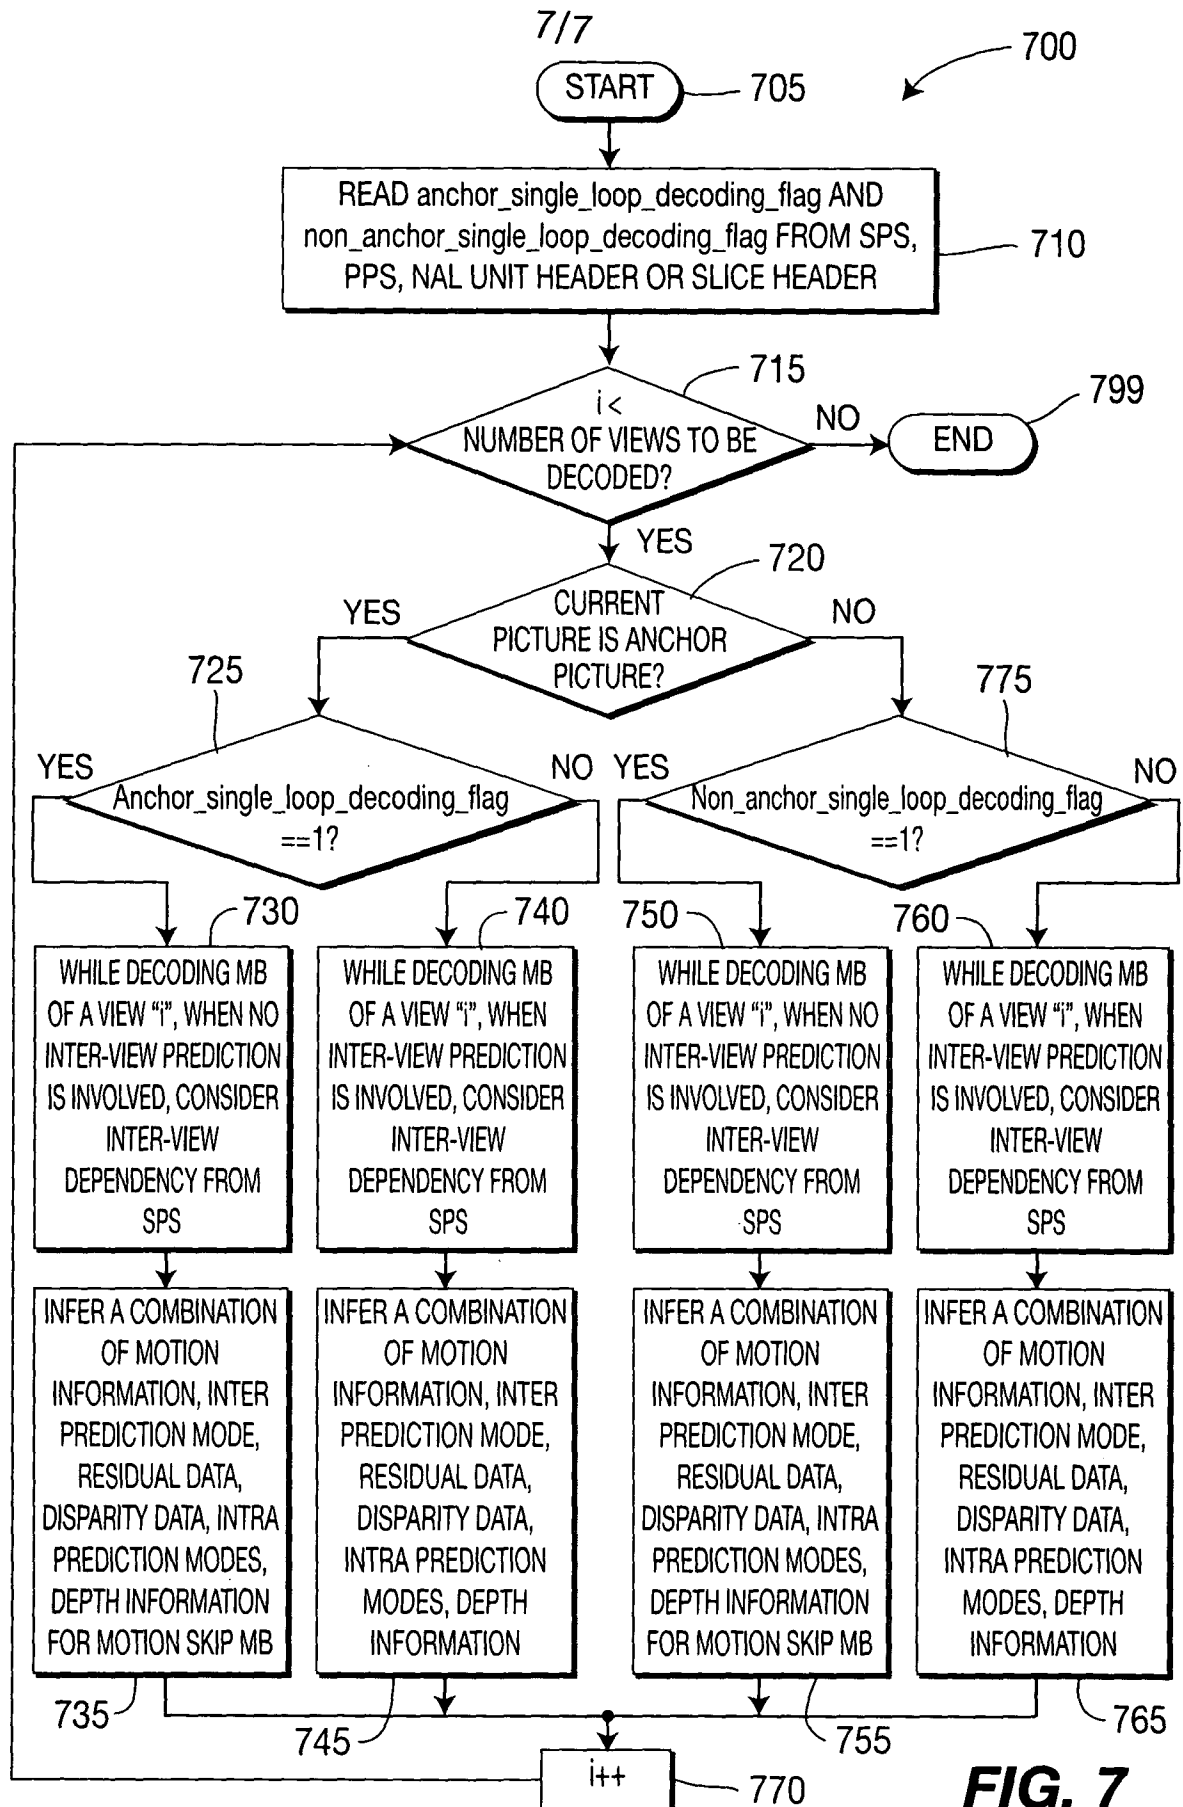 7/7
700
START
705
READ anchor_single_loop_decoding_flag AND
non_anchor_single_loop_decoding_flag FROM SPS,
PPS, NAL UNIT HEADER OR SLICE HEADER
710
715
i <
NUMBER OF VIEWS TO BE
DECODED?
NO
799
END
YES
720
CURRENT
PICTURE IS ANCHOR
PICTURE?
YES
NO
725
775
YES
Anchor_single_loop_decoding_flag
==1?
NO
YES
Non_anchor_single_loop_decoding_flag
==1?
NO
730
WHILE DECODING MB
OF A VIEW “i”, WHEN NO
INTER-VIEW PREDICTION
IS INVOLVED, CONSIDER
INTER-VIEW
DEPENDENCY FROM
SPS
740
WHILE DECODING MB
OF A VIEW “i”, WHEN
INTER-VIEW PREDICTION
IS INVOLVED, CONSIDER
INTER-VIEW
DEPENDENCY FROM
SPS
750
WHILE DECODING MB
OF A VIEW “i”, WHEN NO
INTER-VIEW PREDICTION
IS INVOLVED, CONSIDER
INTER-VIEW
DEPENDENCY FROM
SPS
760
WHILE DECODING MB
OF A VIEW “i”, WHEN
INTER-VIEW PREDICTION
IS INVOLVED, CONSIDER
INTER-VIEW
DEPENDENCY FROM
SPS
INFER A COMBINATION
OF MOTION
INFORMATION, INTER
PREDICTION MODE,
RESIDUAL DATA,
DISPARITY DATA, INTRA
PREDICTION MODES,
DEPTH INFORMATION
FOR MOTION SKIP MB
735
INFER A COMBINATION
OF MOTION
INFORMATION, INTER
PREDICTION MODE,
RESIDUAL DATA,
DISPARITY DATA,
INTRA PREDICTION
MODES, DEPTH
INFORMATION
745
INFER A COMBINATION
OF MOTION
INFORMATION, INTER
PREDICTION MODE,
RESIDUAL DATA,
DISPARITY DATA, INTRA
PREDICTION MODES,
DEPTH INFORMATION
FOR MOTION SKIP MB
755
INFER A COMBINATION
OF MOTION
INFORMATION, INTER
PREDICTION MODE,
RESIDUAL DATA,
DISPARITY DATA,
INTRA PREDICTION
MODES, DEPTH
INFORMATION
765
i++
770
FIG. 7